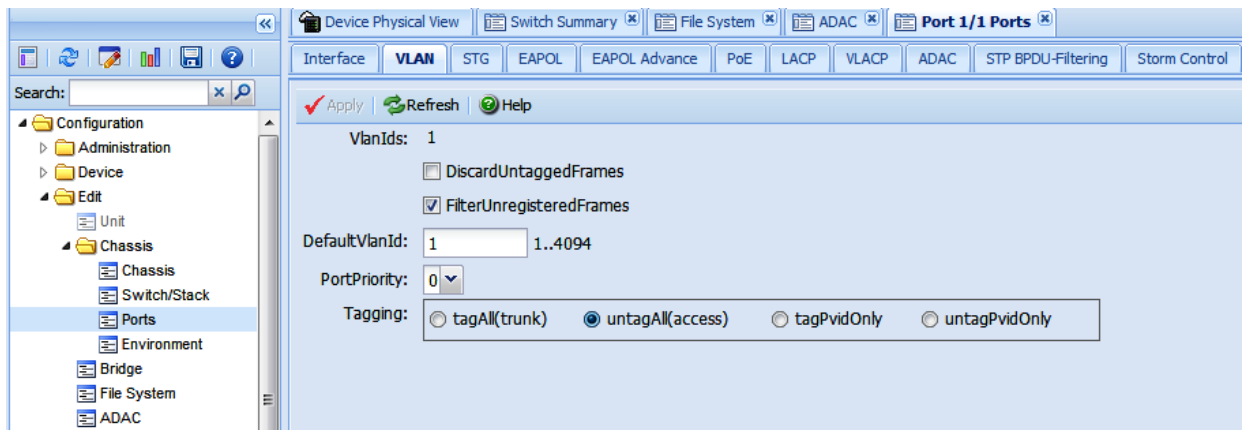 Device Physical View Switch Summary File System ADAC Port 1/1 Ports
Interface VLAN STG EAPOL EAPOL Advance PoE LACP VLACP ADAC STP BPDU-Filtering Storm Control
Search:
Configuration
Administration
Device
Edit
Unit
Chassis
Chassis
Switch/Stack
Ports
Environment
Bridge
File System
ADAC
Apply Refresh Help
VlanIds: 1
DiscardUntaggedFrames
FilterUnregisteredFrames
DefaultVlanId: 1 1..4094
PortPriority: 0
Tagging: tagAll(trunk) untagAll(access) tagPvidOnly untagPvidOnly